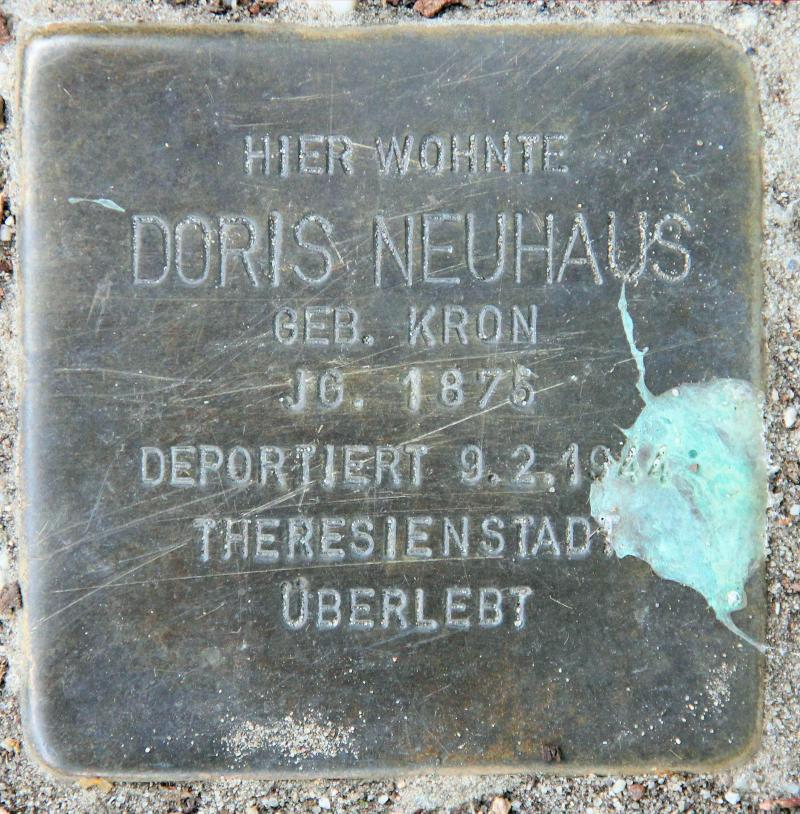 HIER WOHNTE
DORIS NEUHAUS
GEB. KRON
JG. 1875
DEPORTIERT 9.2.1944
THERESIENSTADT
ÜBERLEBT